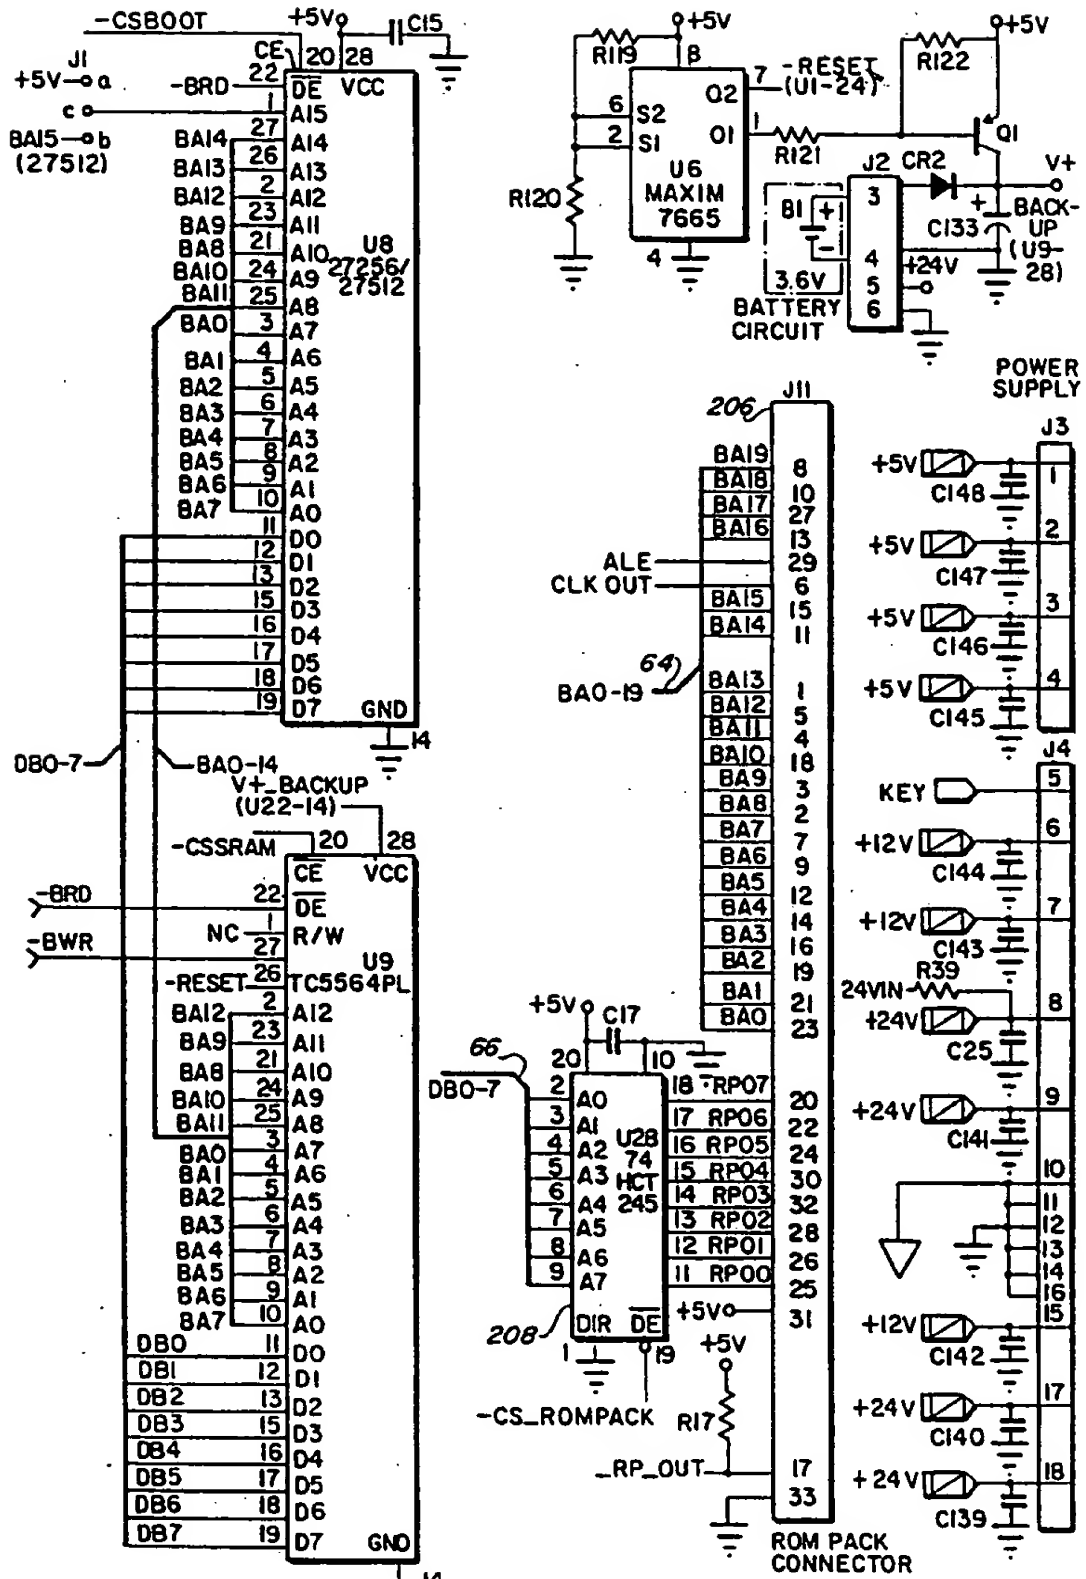 -CSBOOT
+5V
C15
J1
+5V a
c
BA15 b
(27512)
CE 20 28
-BRD 22 DE VCC
1 A15
BA14 27 A14
BA13 26 A13
BA12 2 A12
BA9 23 A11
BA8 21 A10
BA10 24 A9
BA11 25 A8
BA0 3 A7
BA1 4 A6
BA2 5 A5
BA3 6 A4
BA4 7 A3
BA5 8 A2
BA6 9 A1
BA7 10 A0
U8
27256/
27512
11 D0
12 D1
13 D2
15 D3
16 D4
17 D5
18 D6
19 D7
GND
14
DB0-7
BA0-14
V+_BACKUP
(U22-14)
-CSSRAM
20 28
CE VCC
-BRD 22 DE
NC 1 R/W
-BWR 27
-RESET 26
U9
TC5564PL
BA12 2 A12
BA9 23 A11
BA8 21 A10
BA10 24 A9
BA11 25 A8
BA0 3 A7
BA1 4 A6
BA2 5 A5
BA3 6 A4
BA4 7 A3
BA5 8 A2
BA6 9 A1
BA7 10 A0
DB0 11 D0
DB1 12 D1
DB2 13 D2
DB3 15 D3
DB4 16 D4
DB5 17 D5
DB6 18 D6
DB7 19 D7
GND
14
+5V
R119
8
6 S2
2 S1
R120
U6
MAXIM
7665
4
O2 7
-RESET
(U1-24)
O1 1
R121
R122
+5V
Q1
J2
CR2
V+
BACK-
UP
(U9-
28)
C133
+
B1
+
-
3.6V
BATTERY
CIRCUIT
3
4
+24V
5
6
206
J11
BA19 8
BA18 10
BA17 27
BA16 13
ALE 29
CLK OUT 6
BA15 15
BA14 11
64
BA0-19
BA13 1
BA12 5
BA11 4
BA10 18
BA9 3
BA8 2
BA7 7
BA6 9
BA5 12
BA4 14
BA3 16
BA2 19
BA1 21
BA0 23
+5V
C17
20 10
66
DB0-7
2 A0
3 A1
4 A2
5 A3
6 A4
7 A5
8 A6
9 A7
U28
74
HCT
245
18 RP07 20
17 RP06 22
16 RP05 24
15 RP04 30
14 RP03 32
13 RP02 28
12 RP01 26
11 RP00 25
DIR DE
208
1
19
-CS_ROMPACK
+5V 31
+5V
R17
_RP_OUT 17
33
ROM PACK
CONNECTOR
POWER
SUPPLY
J3
+5V C148 1
+5V C147 2
+5V C146 3
+5V C145 4
J4
KEY 5
+12V C144 6
+12V C143 7
R39
24VIN
+24V C25 8
+24V C141 9
10
11
12
13
14
16
15
+12V C142
+24V C140 17
+24V C139 18